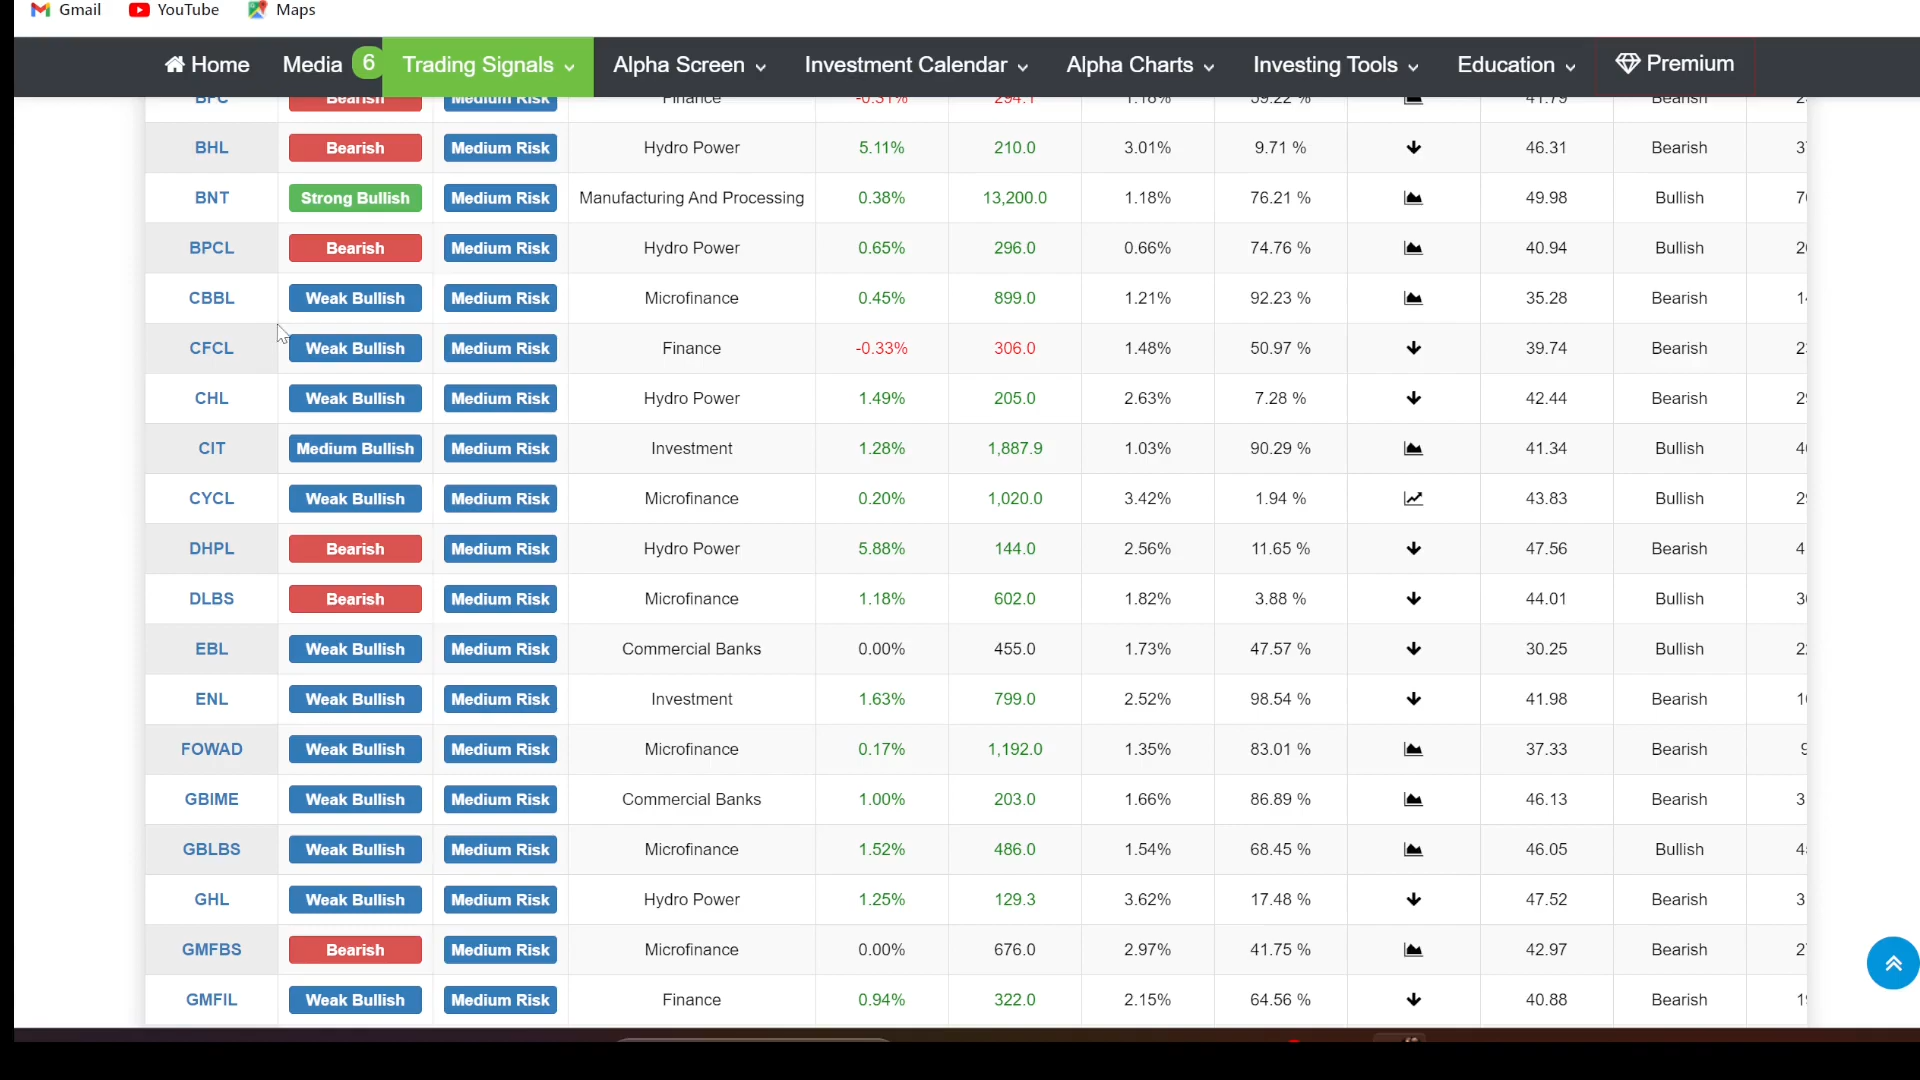 Gmail YouTube Maps
Home Media 6 Trading Signals Alpha Screen Investment Calendar Alpha Charts Investing Tools Education Premium
BPC Bearish Medium Risk Finance -0.31% 294.1 1.18% 59.22 % 41.79 Bearish
BHL Bearish Medium Risk Hydro Power 5.11% 210.0 3.01% 9.71 % 46.31 Bearish
BNT Strong Bullish Medium Risk Manufacturing And Processing 0.38% 13,200.0 1.18% 76.21 % 49.98 Bullish
BPCL Bearish Medium Risk Hydro Power 0.65% 296.0 0.66% 74.76 % 40.94 Bullish
CBBL Weak Bullish Medium Risk Microfinance 0.45% 899.0 1.21% 92.23 % 35.28 Bearish
CFCL Weak Bullish Medium Risk Finance -0.33% 306.0 1.48% 50.97 % 39.74 Bearish
CHL Weak Bullish Medium Risk Hydro Power 1.49% 205.0 2.63% 7.28 % 42.44 Bearish
CIT Medium Bullish Medium Risk Investment 1.28% 1,887.9 1.03% 90.29 % 41.34 Bullish
CYCL Weak Bullish Medium Risk Microfinance 0.20% 1,020.0 3.42% 1.94 % 43.83 Bullish
DHPL Bearish Medium Risk Hydro Power 5.88% 144.0 2.56% 11.65 % 47.56 Bearish
DLBS Bearish Medium Risk Microfinance 1.18% 602.0 1.82% 3.88 % 44.01 Bullish
EBL Weak Bullish Medium Risk Commercial Banks 0.00% 455.0 1.73% 47.57 % 30.25 Bullish
ENL Weak Bullish Medium Risk Investment 1.63% 799.0 2.52% 98.54 % 41.98 Bearish
FOWAD Weak Bullish Medium Risk Microfinance 0.17% 1,192.0 1.35% 83.01 % 37.33 Bearish
GBIME Weak Bullish Medium Risk Commercial Banks 1.00% 203.0 1.66% 86.89 % 46.13 Bearish
GBLBS Weak Bullish Medium Risk Microfinance 1.52% 486.0 1.54% 68.45 % 46.05 Bullish
GHL Weak Bullish Medium Risk Hydro Power 1.25% 129.3 3.62% 17.48 % 47.52 Bearish
GMFBS Bearish Medium Risk Microfinance 0.00% 676.0 2.97% 41.75 % 42.97 Bearish
GMFIL Weak Bullish Medium Risk Finance 0.94% 322.0 2.15% 64.56 % 40.88 Bearish